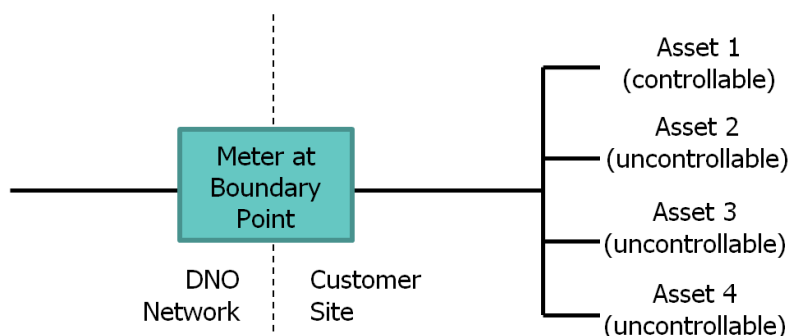 Meter at
Boundary
Point
DNO
Network
Customer
Site
Asset 1
(controllable)
Asset 2
(uncontrollable)
Asset 3
(uncontrollable)
Asset 4
(uncontrollable)